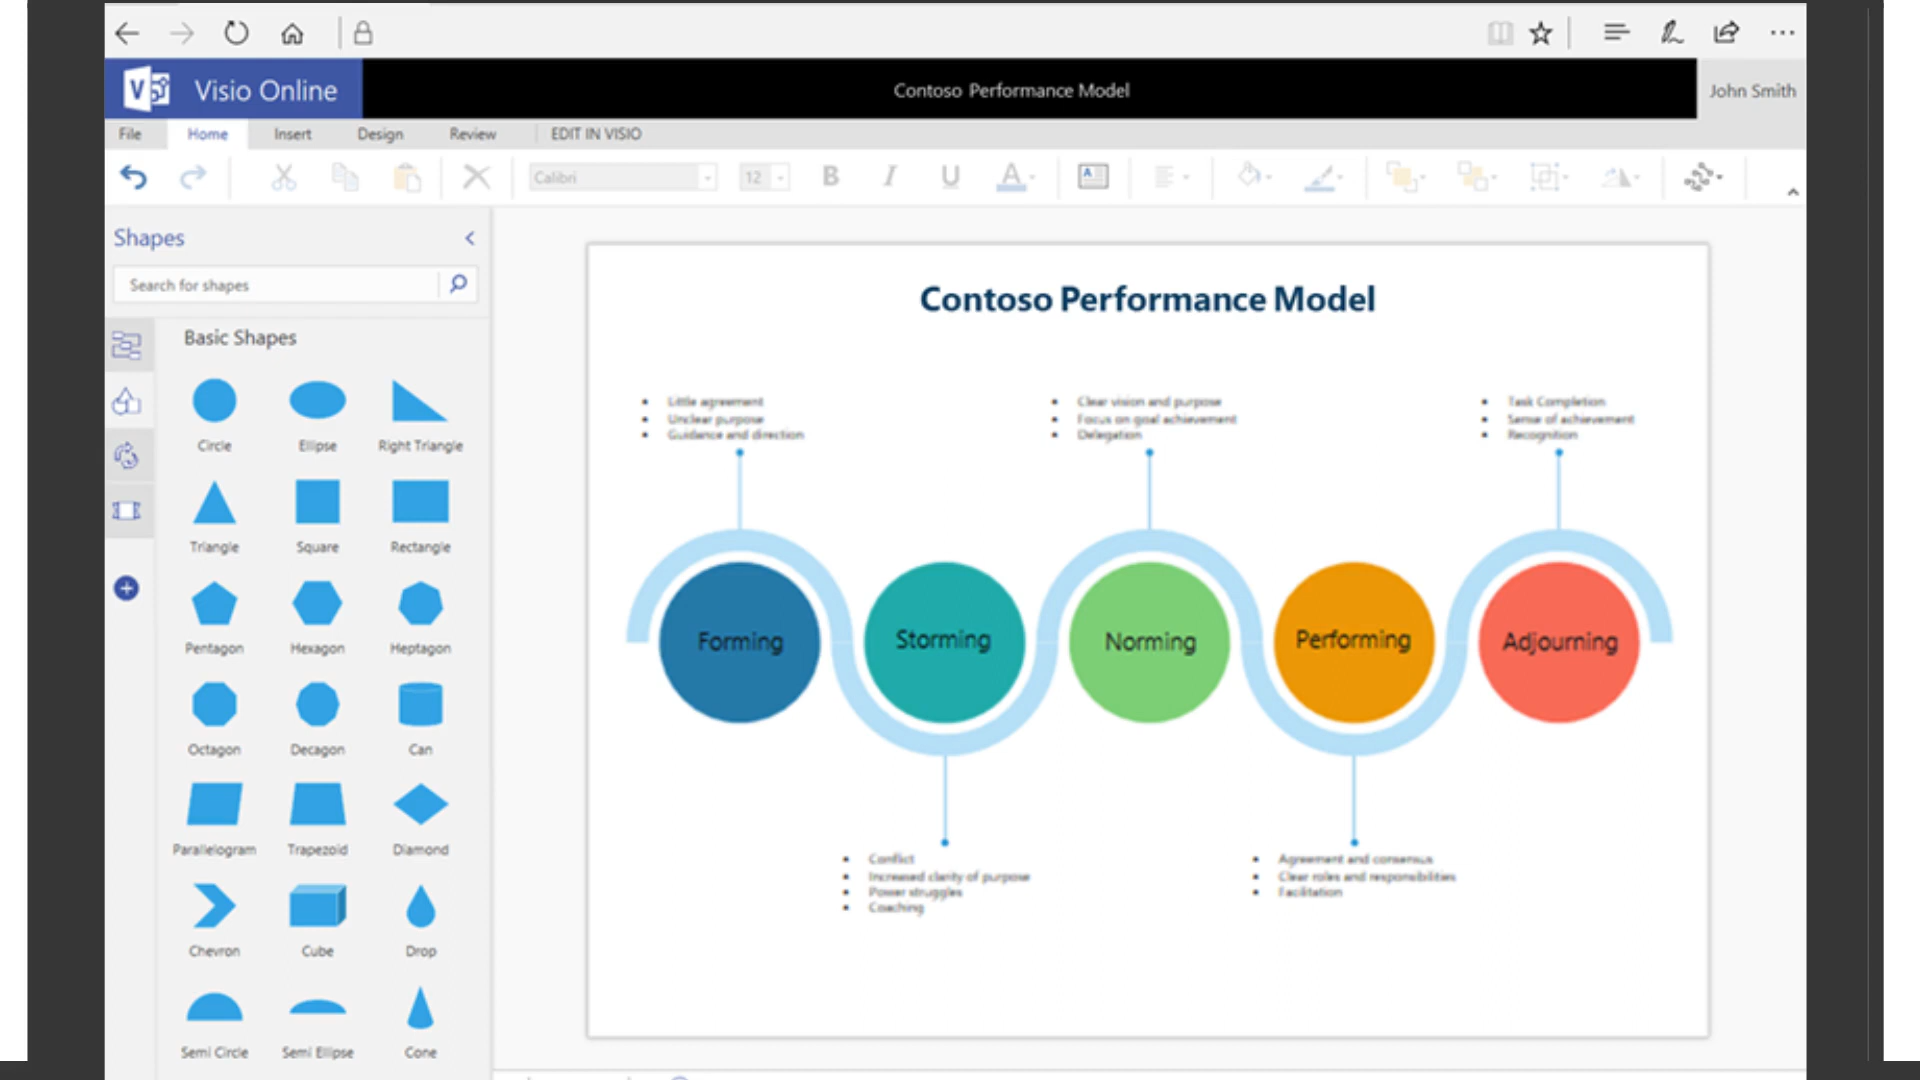 Visio Online
Contoso Performance Model
John Smith
File
Home
Insert
Design
Review
EDIT IN VISIO
Calibri
12
B
I
U
A
A
Shapes
Search for shapes
Basic Shapes
Circle
Ellipse
Right Triangle
Triangle
Square
Rectangle
Pentagon
Hexagon
Heptagon
Octagon
Decagon
Can
Parallelogram
Trapezoid
Diamond
Chevron
Cube
Drop
Semi Circle
Semi Ellipse
Cone
Contoso Performance Model
• Little agreement
• Unclear purpose
• Guidance and direction
• Clear vision and purpose
• Focus on goal achievement
• Delegation
• Task Completion
• Sense of achievement
• Recognition
Forming
Storming
Norming
Performing
Adjourning
• Conflict
• Increased clarity of purpose
• Power struggles
• Coaching
• Agreement and consensus
• Clear roles and responsibilities
• Facilitation